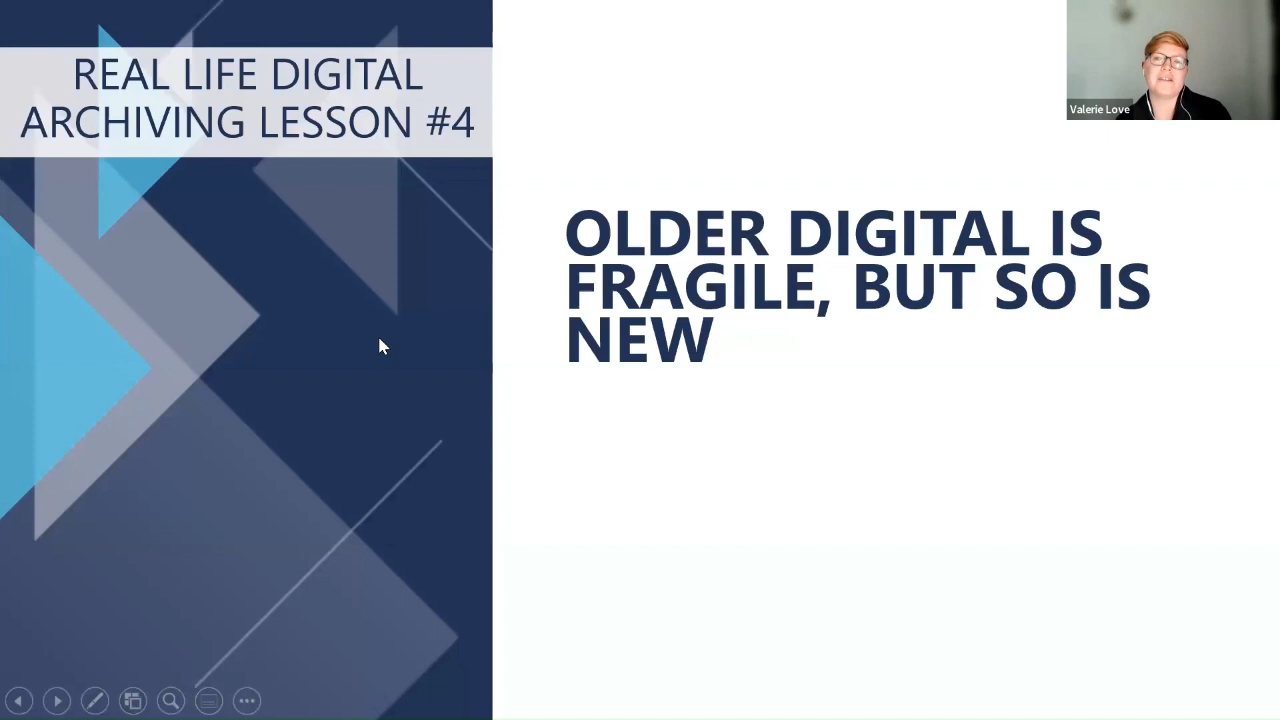 REAL LIFE DIGITAL
ARCHIVING LESSON #4
Valerie Love
OLDER DIGITAL IS
FRAGILE, BUT SO IS
NEW